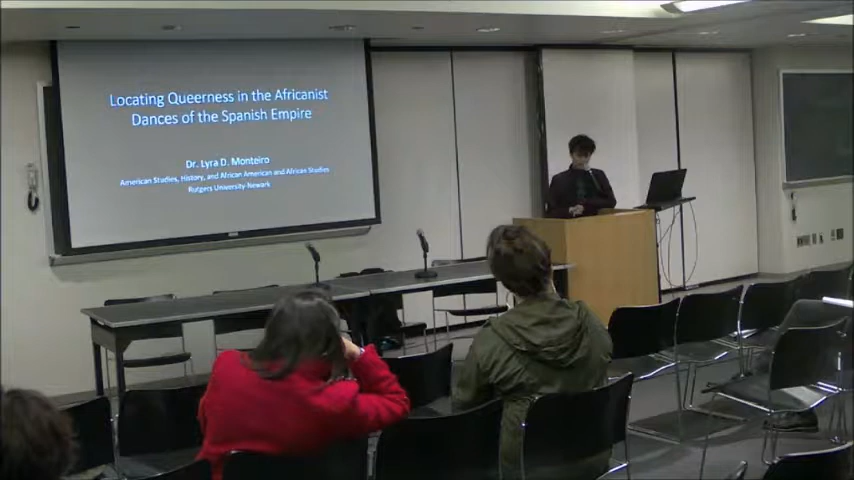 Locating Queerness in the Africanist
Dances of the Spanish Empire
Dr. Lyra D. Monteiro
American Studies, History, and African American and African Studies
Rutgers University-Newark